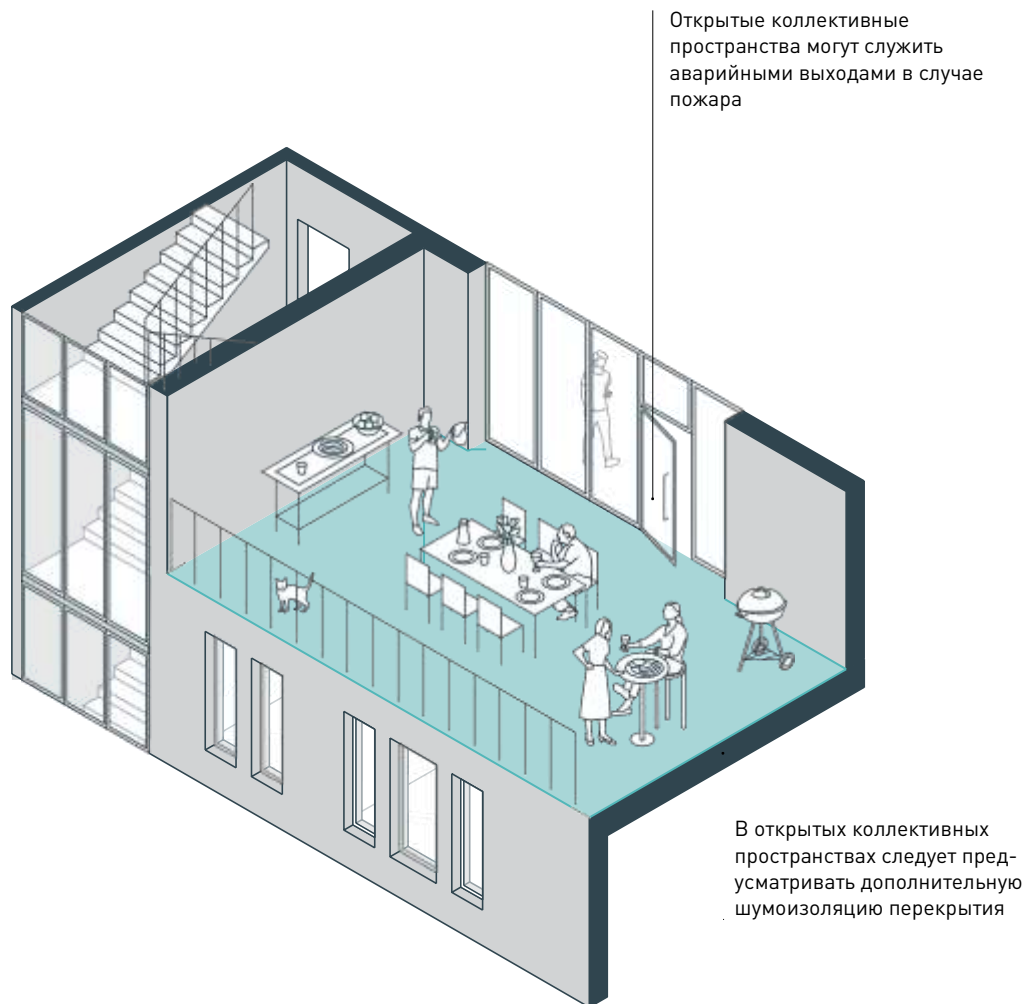 Открытые коллективные
пространства могут служить
аварийными выходами в случае
пожара
В открытых коллективных
пространствах следует пред-
усматривать дополнительную
шумоизоляцию перекрытия